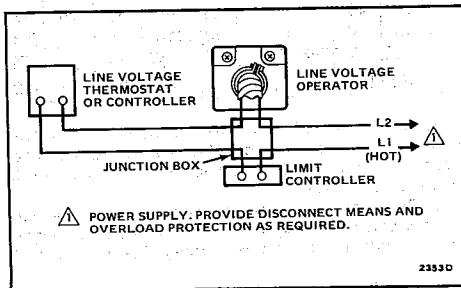 LINE VOLTAGE
THERMOSTAT
OR CONTROLLER
LINE VOLTAGE
OPERATOR
L2
L1
(HOT)
1
JUNCTION BOX
LIMIT
CONTROLLER
1 POWER SUPPLY. PROVIDE DISCONNECT MEANS AND
OVERLOAD PROTECTION AS REQUIRED.
2353D